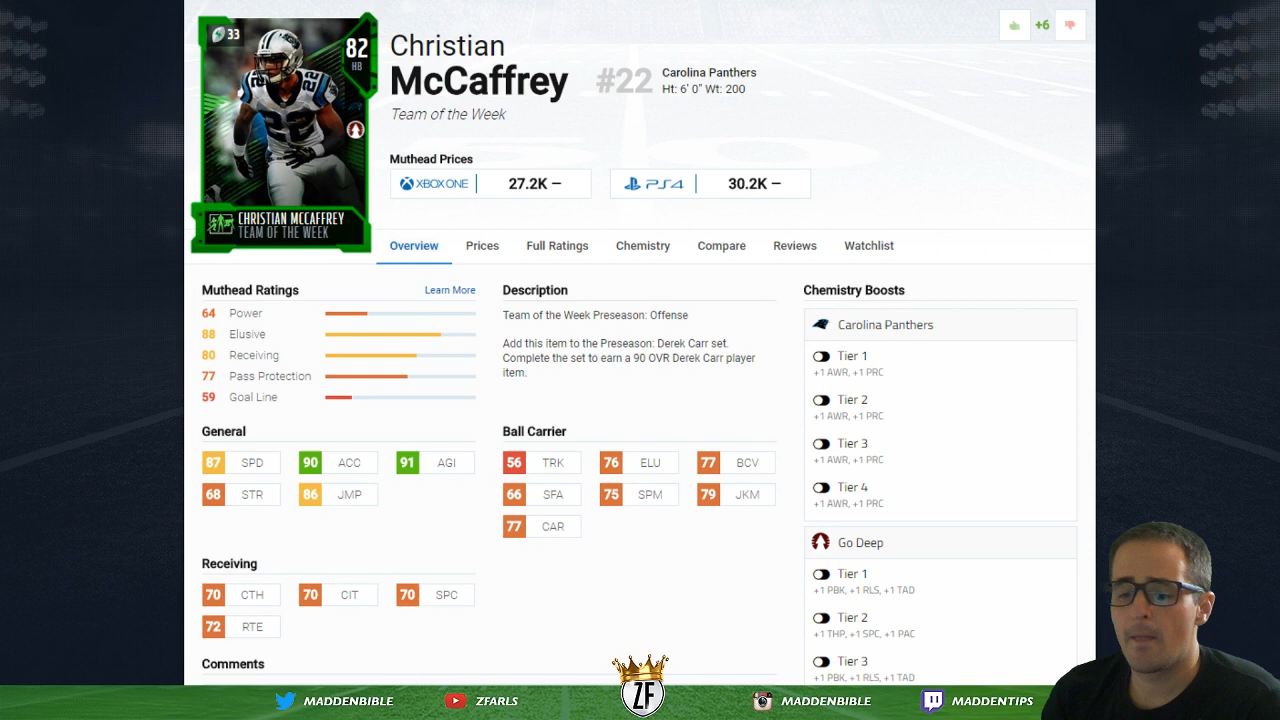 33
82
HB
22
22
CHRISTIAN MCCAFFREY
TEAM OF THE WEEK
Christian
McCaffrey
#22
Carolina Panthers
Ht: 6' 0" Wt: 200
Team of the Week
+6
Muthead Prices
XBOX ONE 27.2K –
PS4 30.2K –
Overview Prices Full Ratings Chemistry Compare Reviews Watchlist
Muthead Ratings Learn More
64 Power
88 Elusive
80 Receiving
77 Pass Protection
59 Goal Line
Description
Team of the Week Preseason: Offense
Add this item to the Preseason: Derek Carr set.
Complete the set to earn a 90 OVR Derek Carr player
item.
General
87 SPD 90 ACC 91 AGI
68 STR 86 JMP
Ball Carrier
56 TRK 76 ELU 77 BCV
66 SFA 75 SPM 79 JKM
77 CAR
Receiving
70 CTH 70 CIT 70 SPC
72 RTE
Comments
Chemistry Boosts
Carolina Panthers
Tier 1
+1 AWR, +1 PRC
Tier 2
+1 AWR, +1 PRC
Tier 3
+1 AWR, +1 PRC
Tier 4
+1 AWR, +1 PRC
Go Deep
Tier 1
+1 PBK, +1 RLS, +1 TAD
Tier 2
+1 THP, +1 SPC, +1 PAC
Tier 3
+1 PBK, +1 RLS, +1 TAD
MADDENBIBLE ZFARLS ZF MADDENBIBLE MADDENTIPS